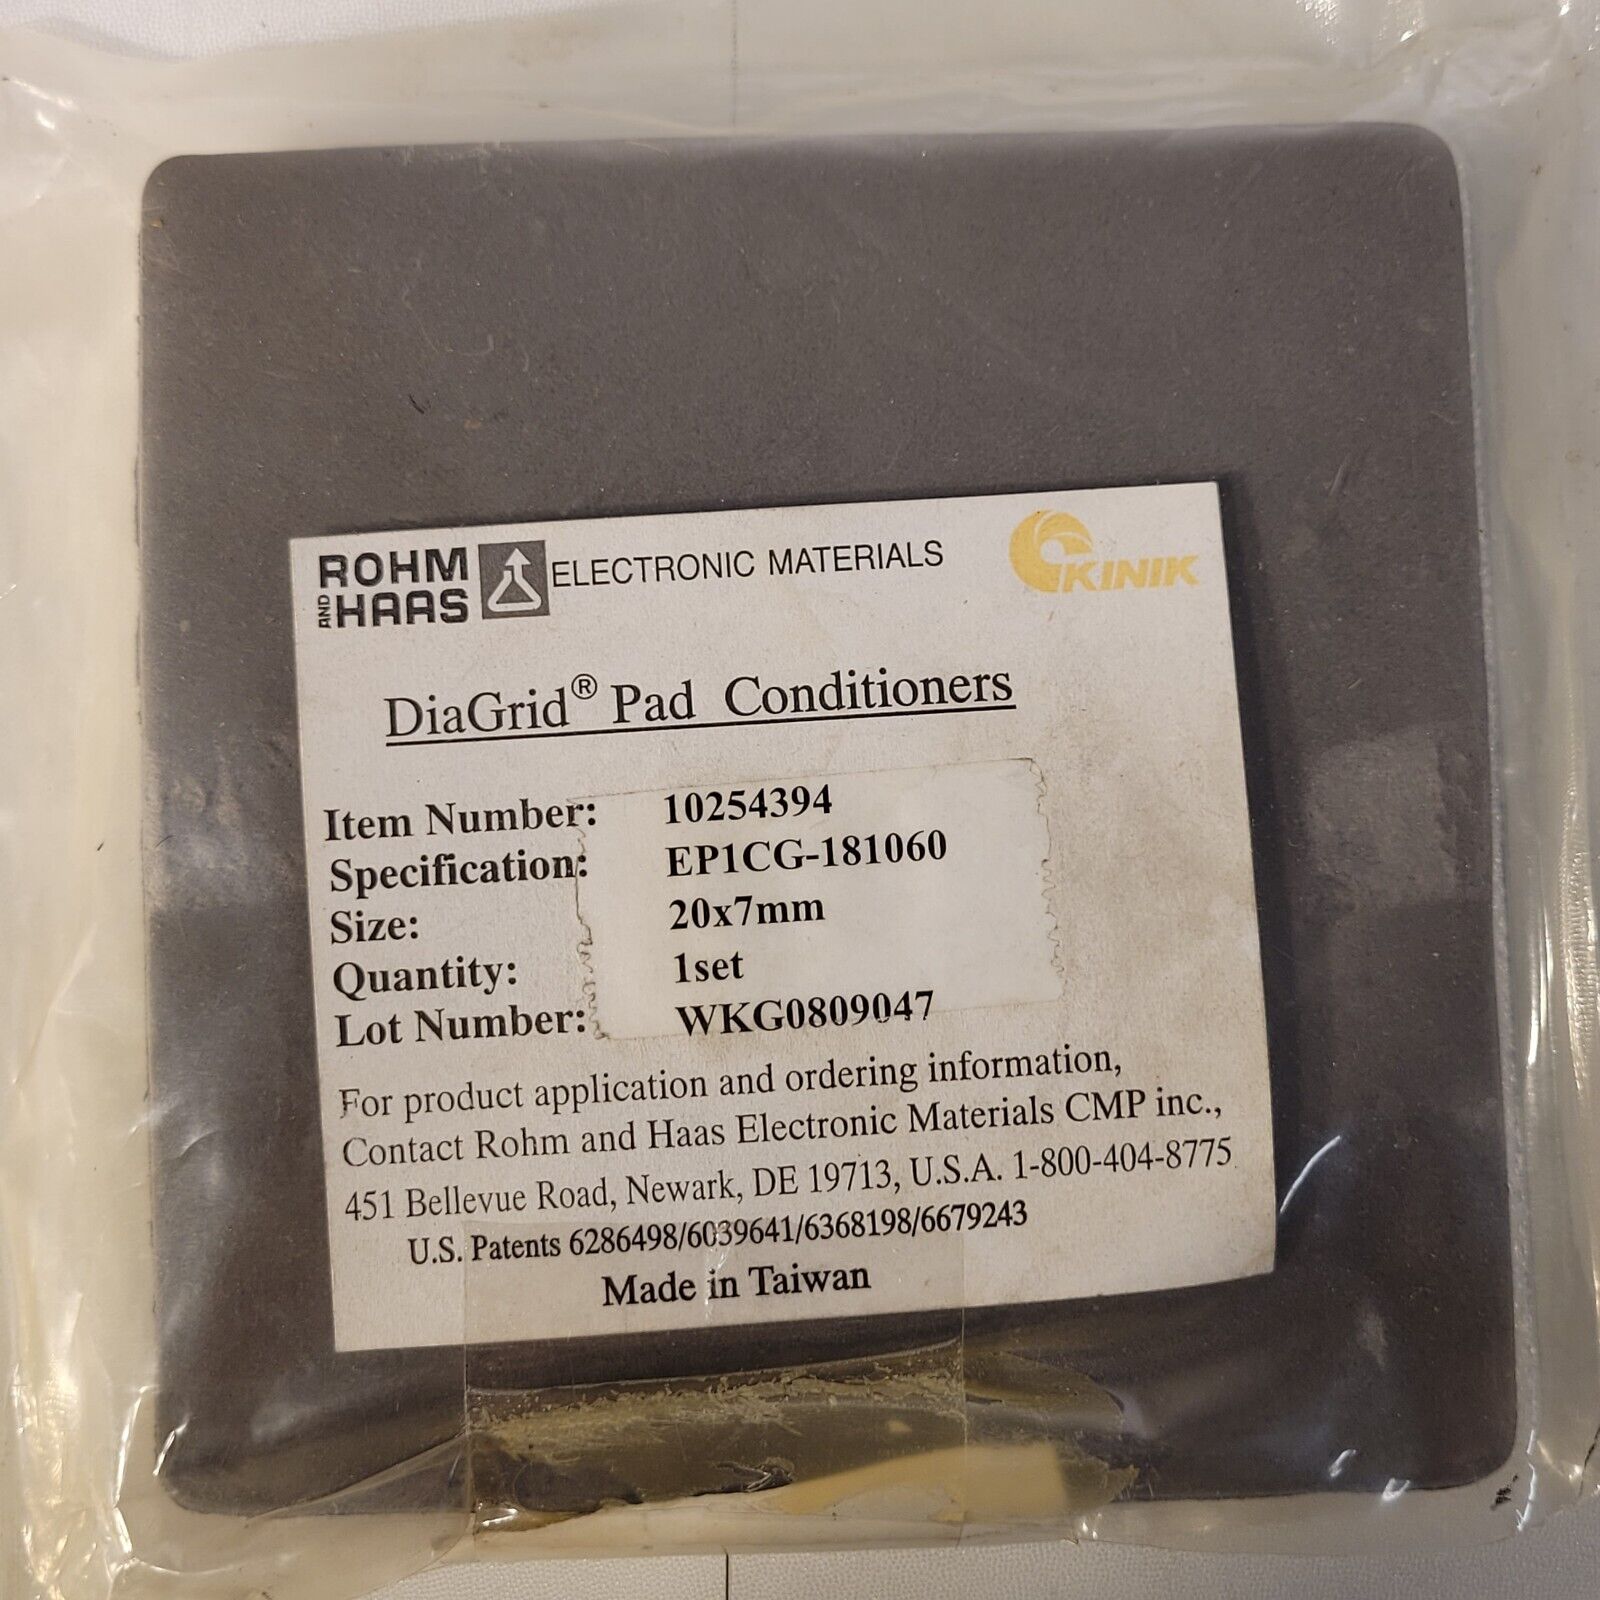 ROHM AND HAAS ELECTRONIC MATERIALS KINIK
DiaGrid® Pad Conditioners
Item Number: 10254394
Specification: EP1CG-181060
Size: 20x7mm
Quantity: 1set
Lot Number: WKG0809047
For product application and ordering information,
Contact Rohm and Haas Electronic Materials CMP inc.,
451 Bellevue Road, Newark, DE 19713, U.S.A. 1-800-404-8775
U.S. Patents 6286498/6039641/6368198/6679243
Made in Taiwan